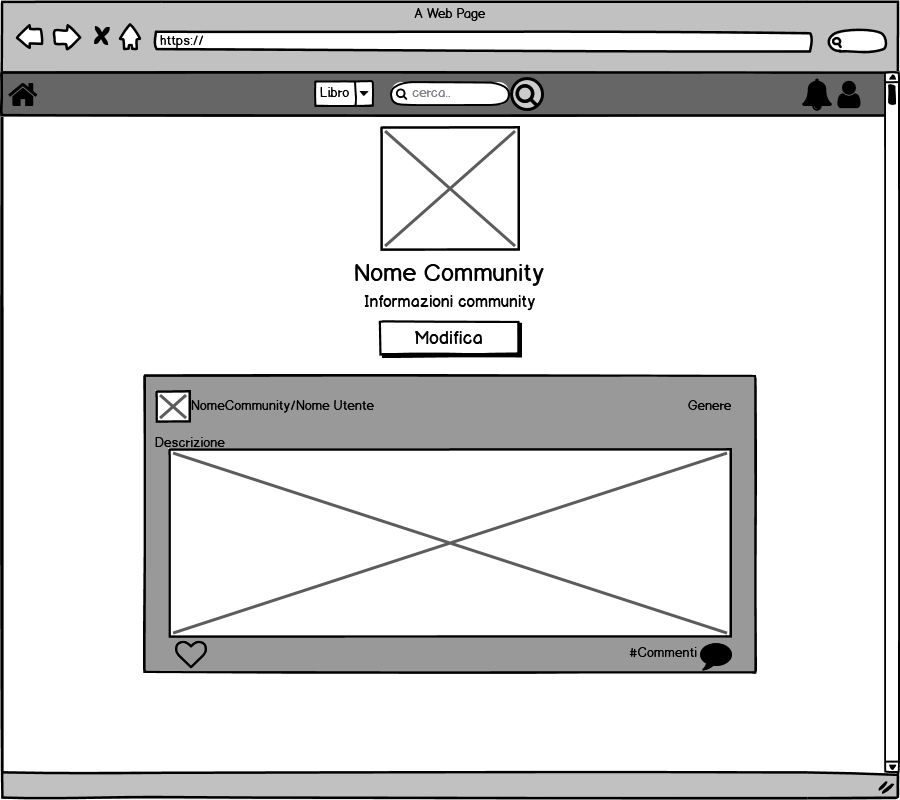 A Web Page
https://
Libro
cerca..
Nome Community
Informazioni community
Modifica
NomeCommunity/Nome Utente
Genere
Descrizione
#Commenti